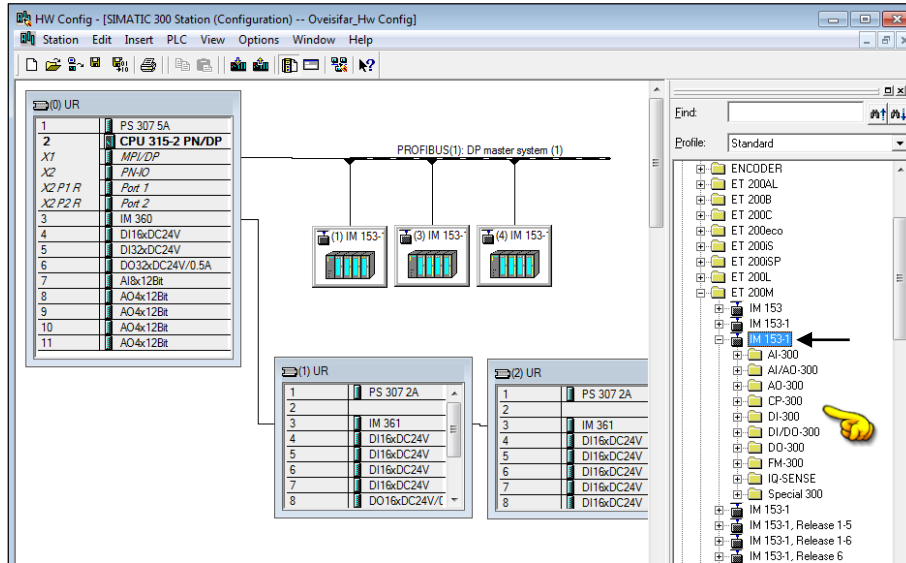 HW Config - [SIMATIC 300 Station (Configuration) -- Oveisifar_Hw Config]
Station Edit Insert PLC View Options Window Help
(0) UR
1 PS 307 5A
2 CPU 315-2 PN/DP
X1 MPI/DP
X2 PN-IO
X2 P1 R Port 1
X2 P2 R Port 2
3 IM 360
4 DI16xDC24V
5 DI32xDC24V
6 DO32xDC24V/0.5A
7 AI8x12Bit
8 AO4x12Bit
9 AO4x12Bit
10 AO4x12Bit
11 AO4x12Bit
PROFIBUS(1): DP master system (1)
(1) IM 153-1
(3) IM 153-
(4) IM 153-
(1) UR
1 PS 307 2A
2
3 IM 361
4 DI16xDC24V
5 DI16xDC24V
6 DI16xDC24V
7 DI16xDC24V
8 DO16xDC24V/0
(2) UR
1 PS 307 2A
2
3 IM 361
4 DI16xDC24V
5 DI16xDC24V
6 DI16xDC24V
7 DI16xDC24V
8 DI16xDC24V
Find:
Profile: Standard
ENCODER
ET 200AL
ET 200B
ET 200C
ET 200eco
ET 200iS
ET 200iSP
ET 200L
ET 200M
IM 153
IM 153-1
IM 153-1
AI-300
AI/AO-300
AO-300
CP-300
DI-300
DI/DO-300
DO-300
FM-300
IQ-SENSE
Special 300
IM 153-1
IM 153-1, Release 1-5
IM 153-1, Release 1-6
IM 153-1, Release 6